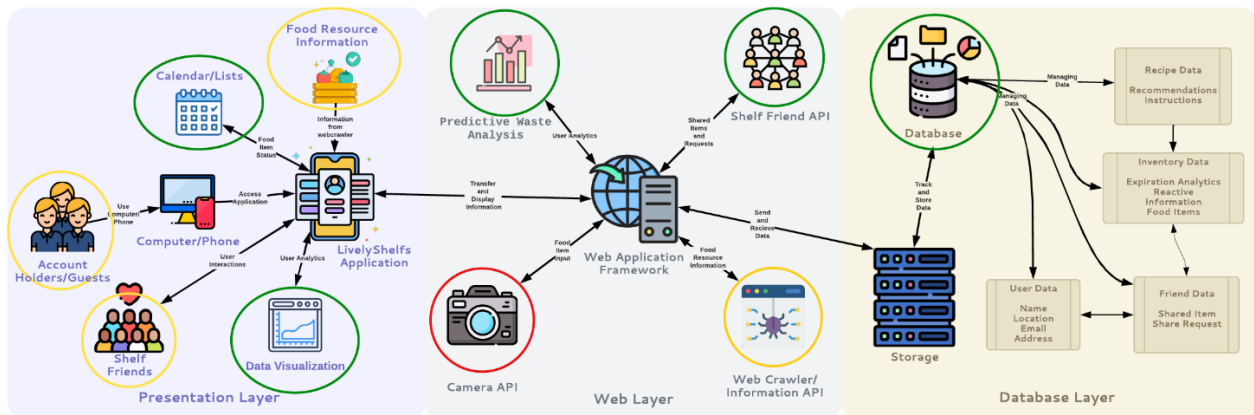 Food Resource
Information
Calendar/Lists
Information
from
webcrawler
Food
Item
Status
Use
Computer/
Phone
Access
Application
Computer/Phone
LivelyShelfs
Application
Account
Holders/Guests
User
Interactions
User Analytics
Shelf
Friends
Data Visualization
Presentation Layer
Predictive Waste
Analysis
Shelf Friend API
User Analytics
Shared
Items
and
Requests
Transfer
and
Display
Information
Web Application
Framework
Send
and
Recieve
Data
Food
Item
Input
Food
Resource
Information
Camera API
Web Crawler/
Information API
Web Layer
Database
Managing
Data
Managing
Data
Recipe Data
Recommendations
Instructions
Inventory Data
Expiration Analytics
Reactive
Information
Food Items
Track
and
Store
Data
Storage
User Data
Name
Location
Email
Address
Friend Data
Shared Item
Share Request
Database Layer